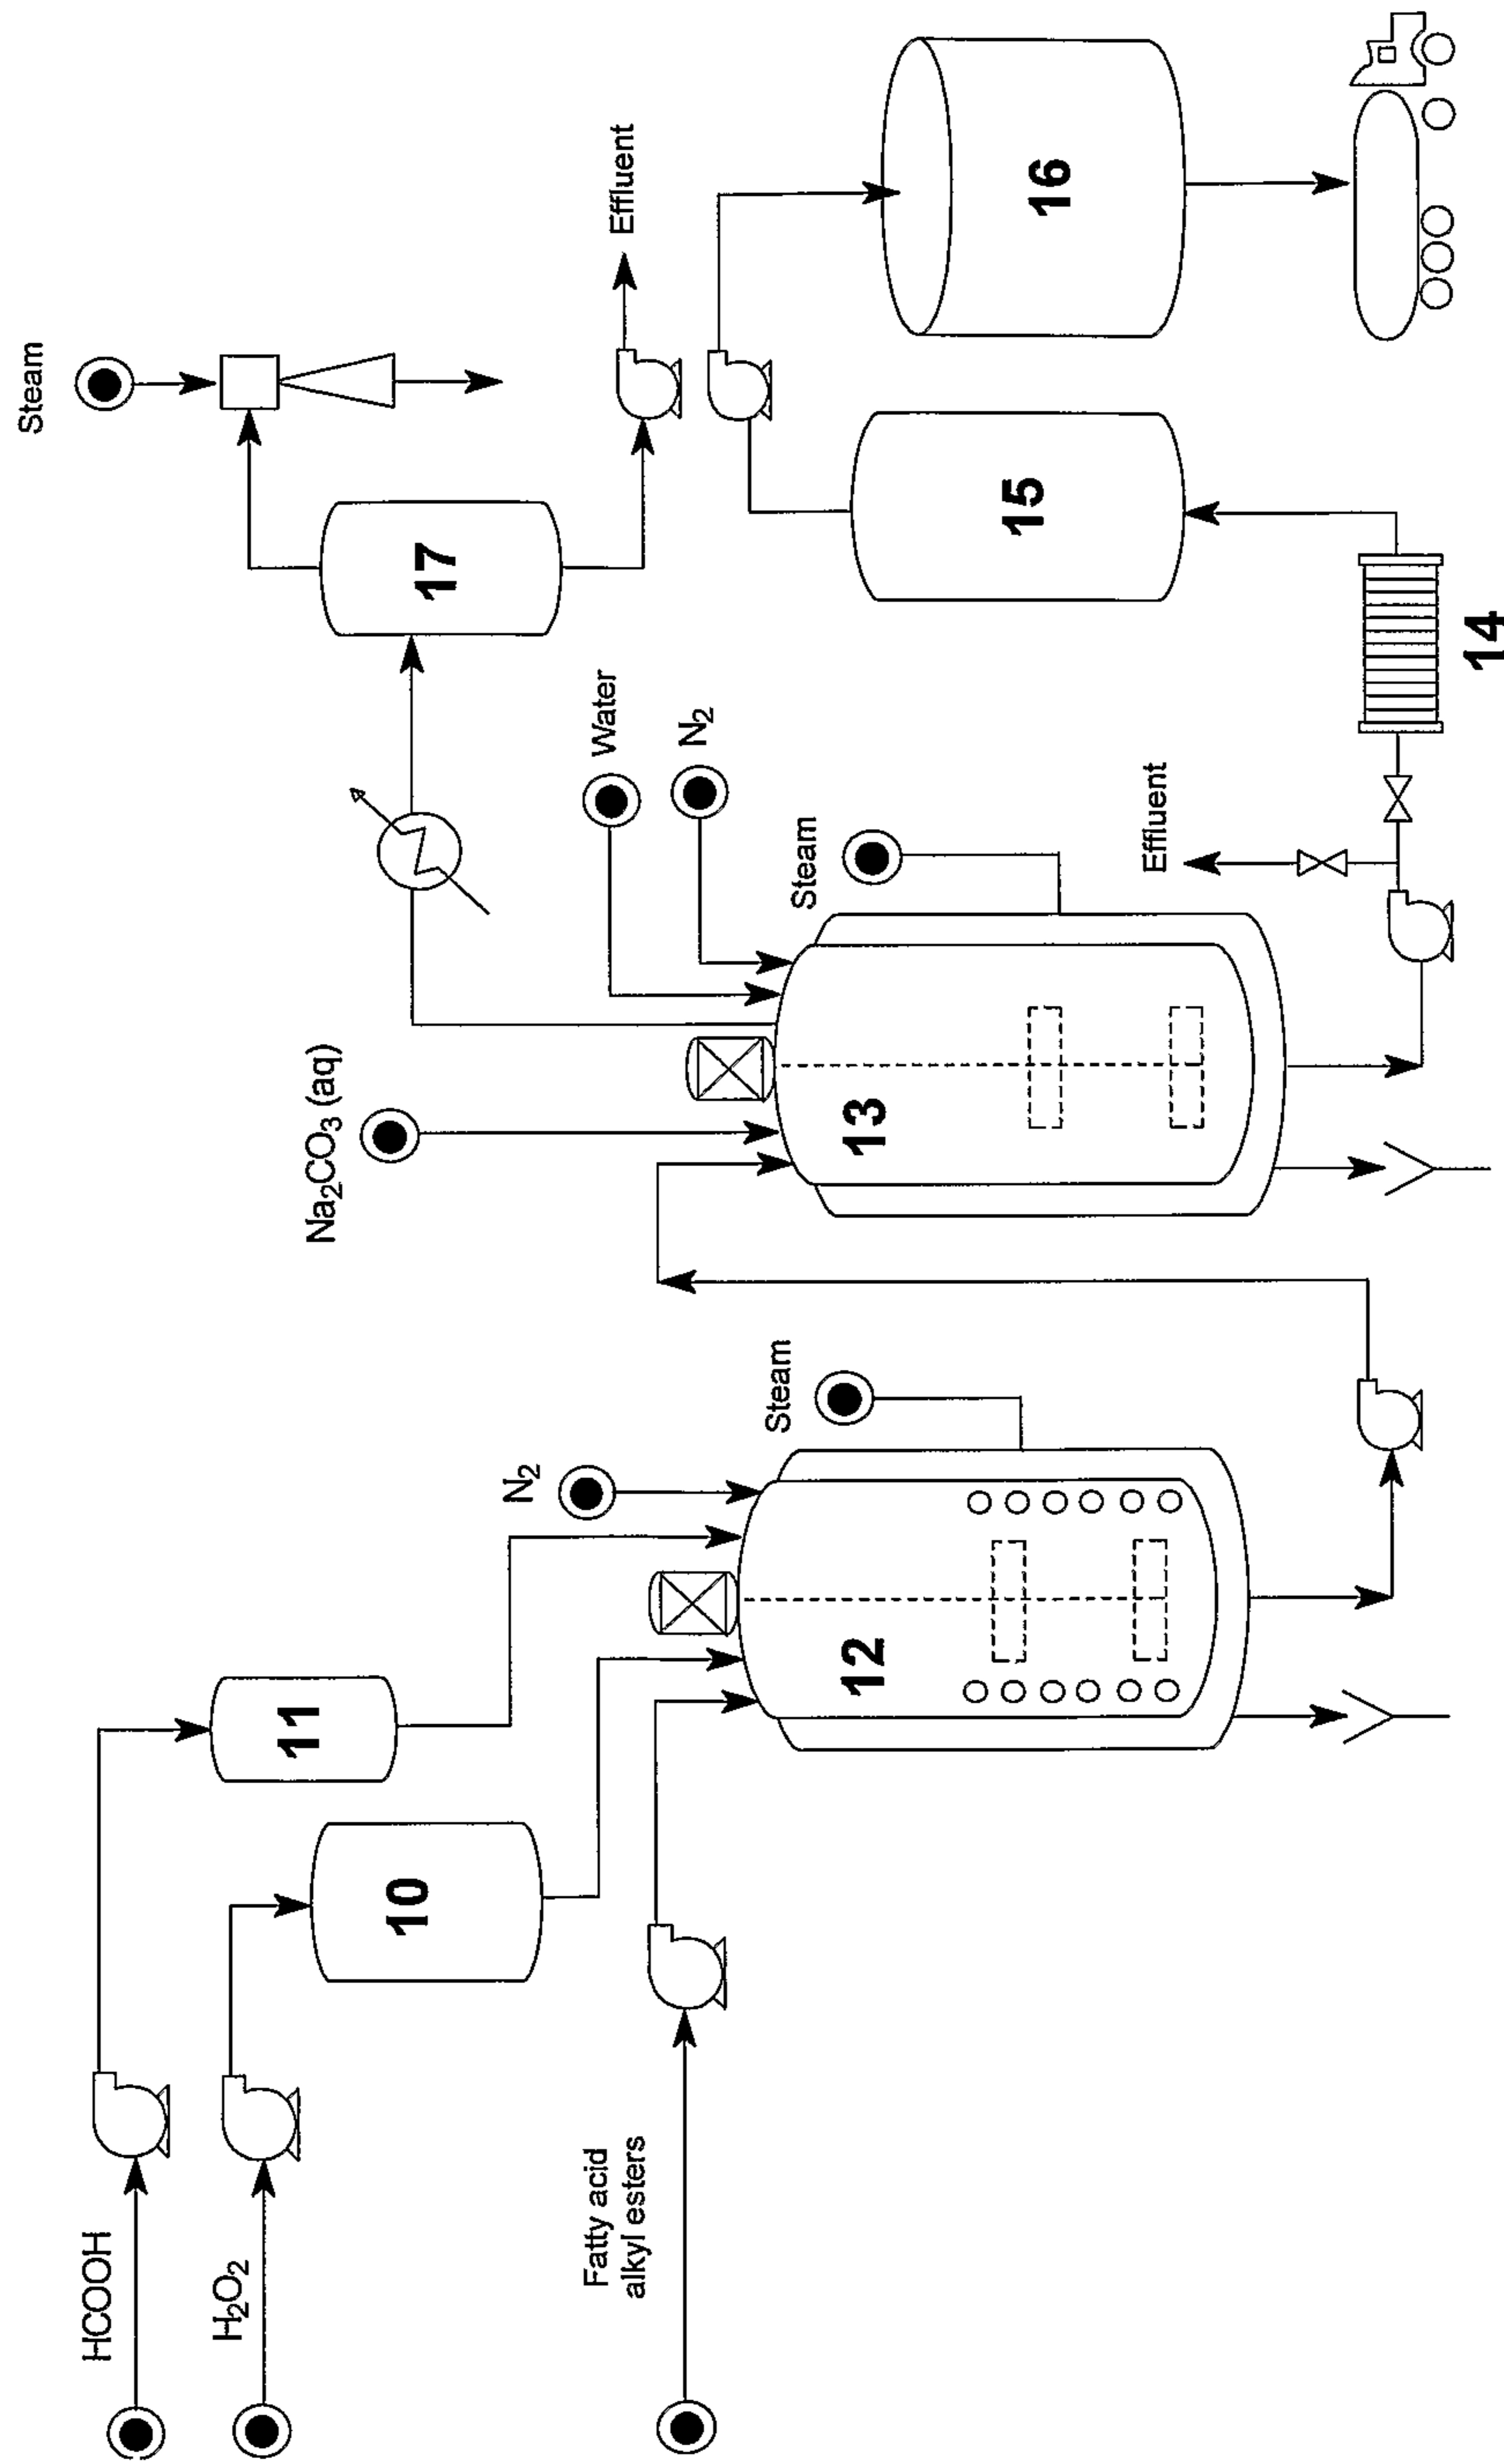 HCOOH
H₂O₂
Fatty acid
alkyl esters
11
10
N₂
Steam
12
Na₂CO₃ (aq)
Water
N₂
Steam
13
Effluent
14
Steam
17
Effluent
15
16